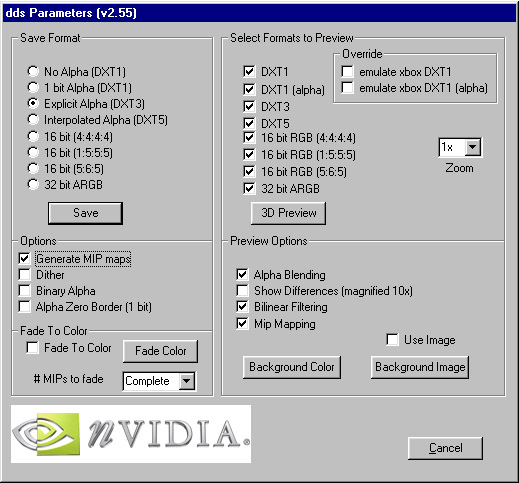 dds Parameters (v2.55)
Save Format
No Alpha (DXT1)
1 bit Alpha (DXT1)
Explicit Alpha (DXT3)
Interpolated Alpha (DXT5)
16 bit (4:4:4:4)
16 bit (1:5:5:5)
16 bit (5:6:5)
32 bit ARGB
Save
Options
Generate MIP maps
Dither
Binary Alpha
Alpha Zero Border (1 bit)
Fade To Color
Fade To Color
Fade Color
# MIPs to fade
Complete
Select Formats to Preview
DXT1
DXT1 (alpha)
DXT3
DXT5
16 bit RGB (4:4:4:4)
16 bit RGB (1:5:5:5)
16 bit RGB (5:6:5)
32 bit ARGB
3D Preview
Override
emulate xbox DXT1
emulate xbox DXT1 (alpha)
1x
Zoom
Preview Options
Alpha Blending
Show Differences (magnified 10x)
Bilinear Filtering
Mip Mapping
Use Image
Background Color
Background Image
nVIDIA.
Cancel